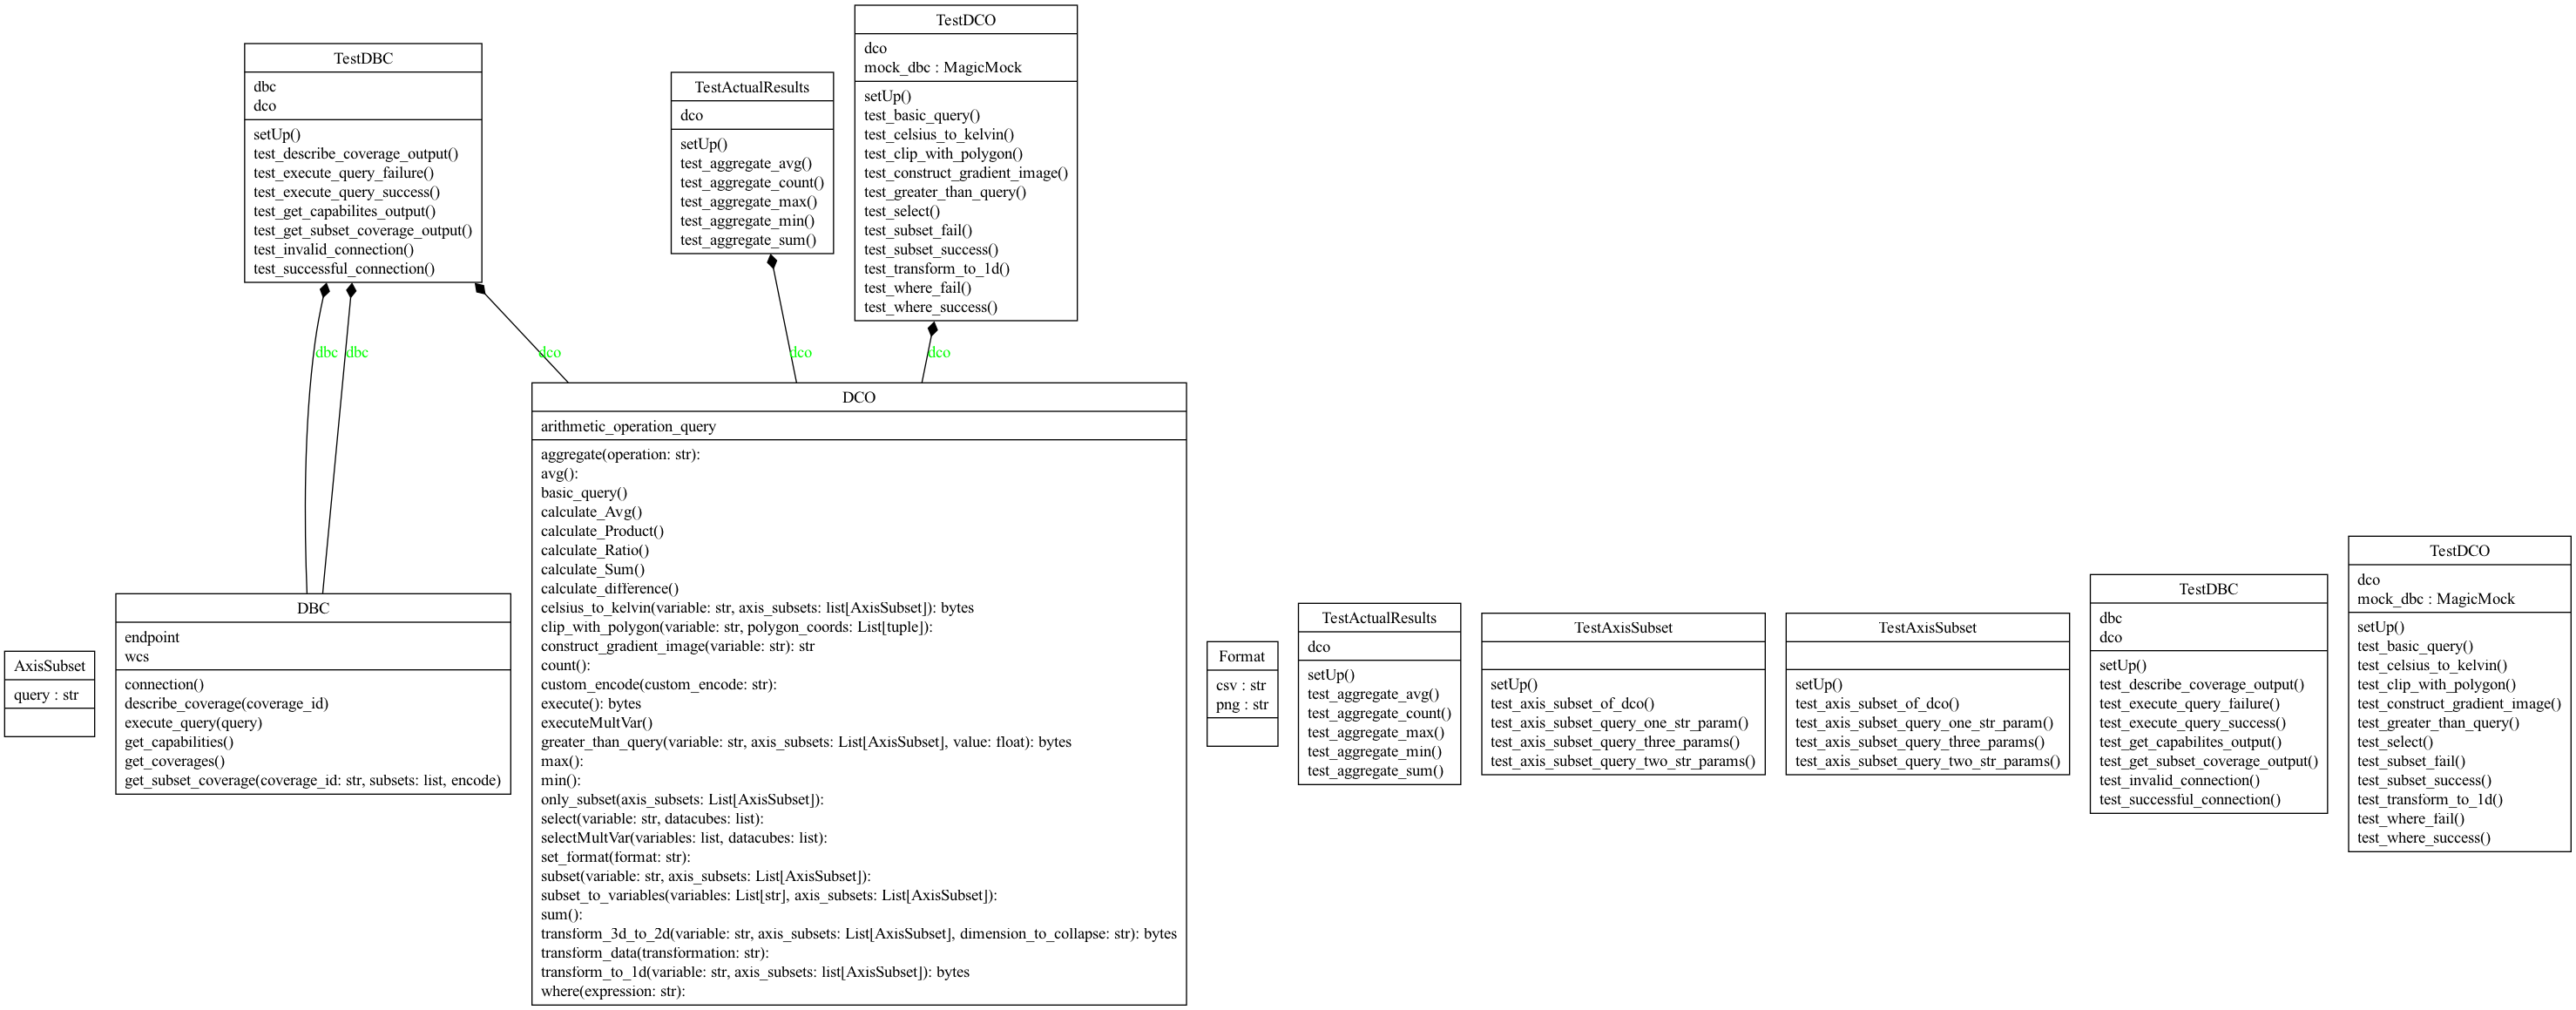 TestDBC
dbc
dco
setUp()
test_describe_coverage_output()
test_execute_query_failure()
test_execute_query_success()
test_get_capabilites_output()
test_get_subset_coverage_output()
test_invalid_connection()
test_successful_connection()
TestActualResults
dco
setUp()
test_aggregate_avg()
test_aggregate_count()
test_aggregate_max()
test_aggregate_min()
test_aggregate_sum()
TestDCO
dco
mock_dbc : MagicMock
setUp()
test_basic_query()
test_celsius_to_kelvin()
test_clip_with_polygon()
test_construct_gradient_image()
test_greater_than_query()
test_select()
test_subset_fail()
test_subset_success()
test_transform_to_1d()
test_where_fail()
test_where_success()
dbc
dbc
dco
dco
dco
AxisSubset
query : str
DBC
endpoint
wcs
connection()
describe_coverage(coverage_id)
execute_query(query)
get_capabilities()
get_coverages()
get_subset_coverage(coverage_id: str, subsets: list, encode)
DCO
arithmetic_operation_query
aggregate(operation: str):
avg():
basic_query()
calculate_Avg()
calculate_Product()
calculate_Ratio()
calculate_Sum()
calculate_difference()
celsius_to_kelvin(variable: str, axis_subsets: list[AxisSubset]): bytes
clip_with_polygon(variable: str, polygon_coords: List[tuple]):
construct_gradient_image(variable: str): str
count():
custom_encode(custom_encode: str):
execute(): bytes
executeMultVar()
greater_than_query(variable: str, axis_subsets: List[AxisSubset], value: float): bytes
max():
min():
only_subset(axis_subsets: List[AxisSubset]):
select(variable: str, datacubes: list):
selectMultVar(variables: list, datacubes: list):
set_format(format: str):
subset(variable: str, axis_subsets: List[AxisSubset]):
subset_to_variables(variables: List[str], axis_subsets: List[AxisSubset]):
sum():
transform_3d_to_2d(variable: str, axis_subsets: List[AxisSubset], dimension_to_collapse: str): bytes
transform_data(transformation: str):
transform_to_1d(variable: str, axis_subsets: list[AxisSubset]): bytes
where(expression: str):
Format
csv : str
png : str
TestActualResults
dco
setUp()
test_aggregate_avg()
test_aggregate_count()
test_aggregate_max()
test_aggregate_min()
test_aggregate_sum()
TestAxisSubset
setUp()
test_axis_subset_of_dco()
test_axis_subset_query_one_str_param()
test_axis_subset_query_three_params()
test_axis_subset_query_two_str_params()
TestAxisSubset
setUp()
test_axis_subset_of_dco()
test_axis_subset_query_one_str_param()
test_axis_subset_query_three_params()
test_axis_subset_query_two_str_params()
TestDBC
dbc
dco
setUp()
test_describe_coverage_output()
test_execute_query_failure()
test_execute_query_success()
test_get_capabilites_output()
test_get_subset_coverage_output()
test_invalid_connection()
test_successful_connection()
TestDCO
dco
mock_dbc : MagicMock
setUp()
test_basic_query()
test_celsius_to_kelvin()
test_clip_with_polygon()
test_construct_gradient_image()
test_greater_than_query()
test_select()
test_subset_fail()
test_subset_success()
test_transform_to_1d()
test_where_fail()
test_where_success()